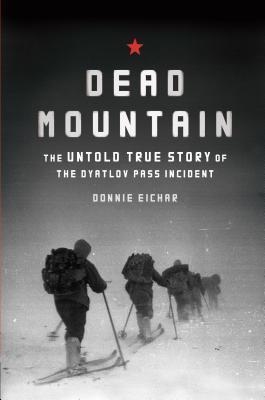 DEAD
MOUNTAIN
THE UNTOLD TRUE STORY OF
THE DYATLOV PASS INCIDENT
DONNIE EICHAR